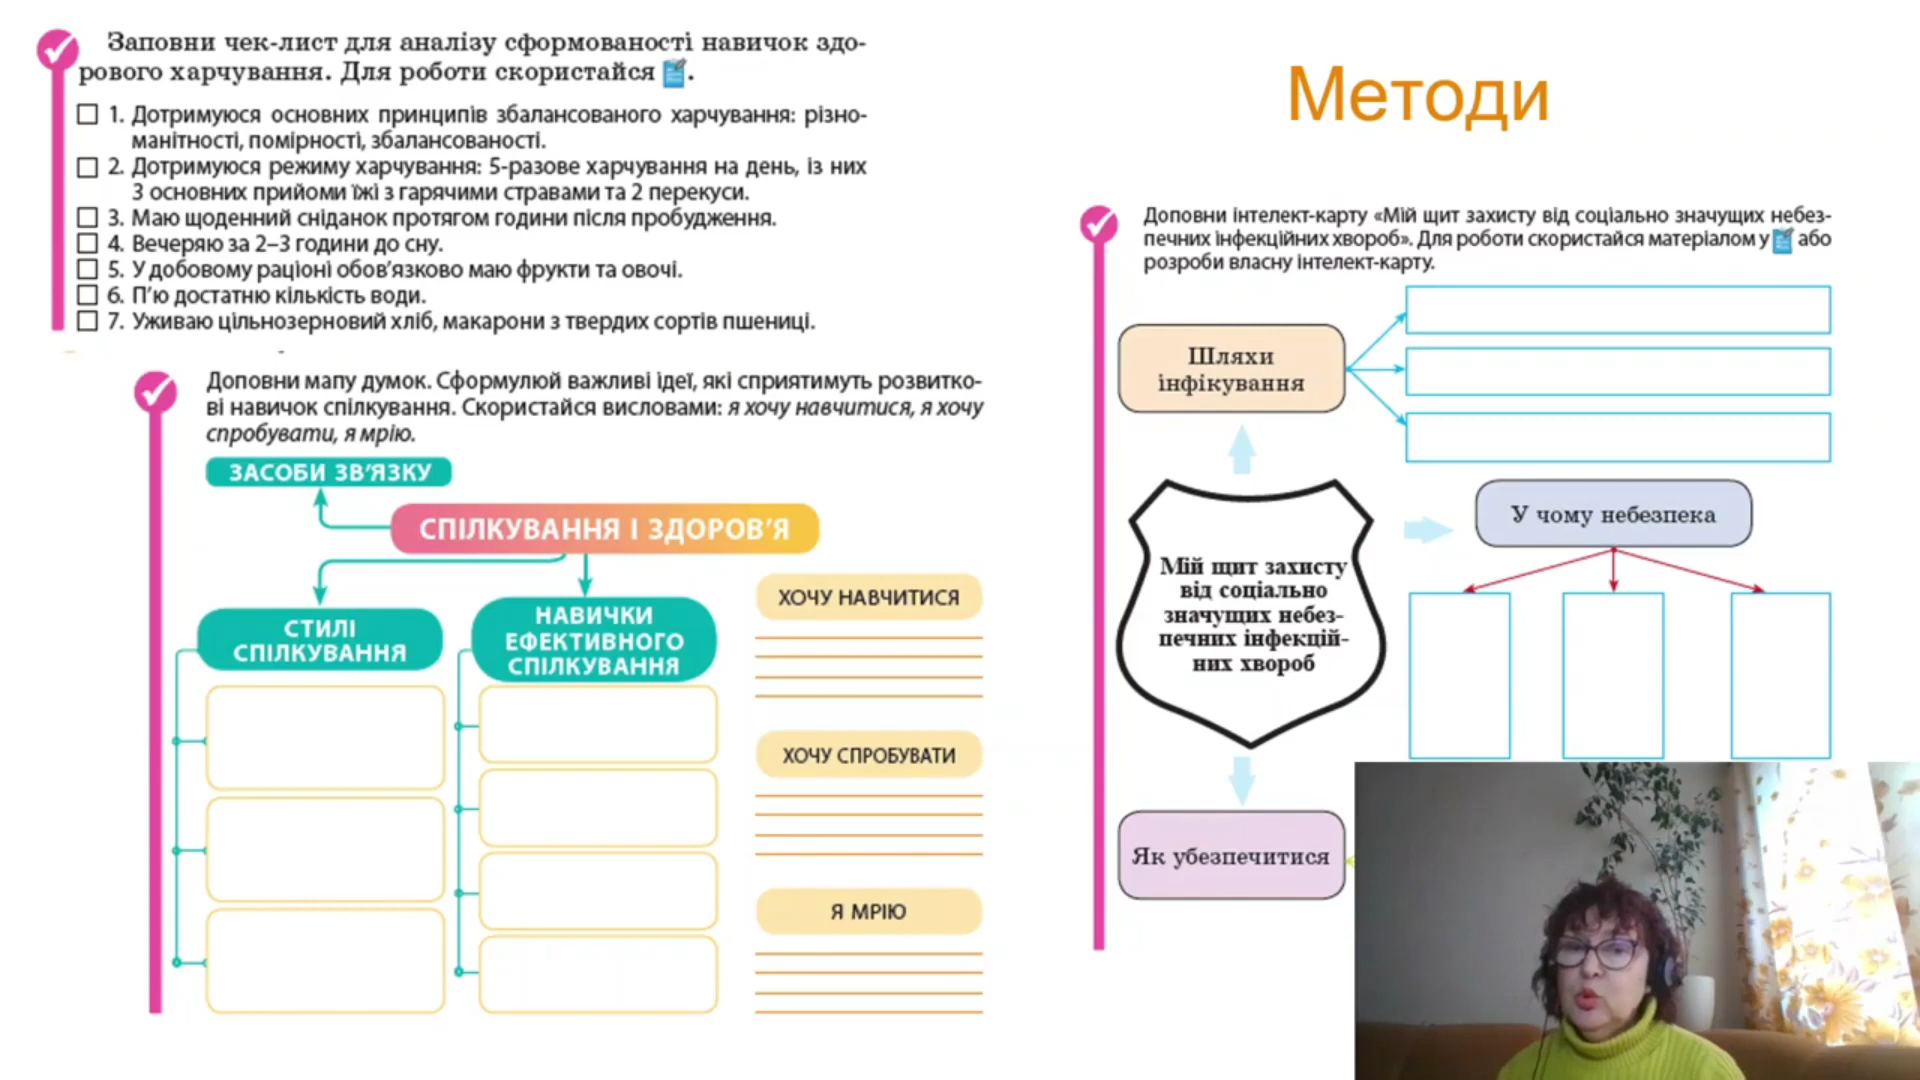 Заповни чек-лист для аналізу сформованості навичок здо-
рового харчування. Для роботи скористайся .
1. Дотримуюся основних принципів збалансованого харчування: різно-
манітності, помірності, збалансованості.
2. Дотримуюся режиму харчування: 5-разове харчування на день, із них
3 основних прийоми їжі з гарячими стравами та 2 перекуси.
3. Маю щоденний сніданок протягом години після пробудження.
4. Вечеряю за 2–3 години до сну.
5. У добовому раціоні обов’язково маю фрукти та овочі.
6. П’ю достатню кількість води.
7. Уживаю цільнозерновий хліб, макарони з твердих сортів пшениці.
Доповни мапу думок. Сформулюй важливі ідеї, які сприятимуть розвитко-
ві навичок спілкування. Скористайся висловами: я хочу навчитися, я хочу
спробувати, я мрію.
ЗАСОБИ ЗВ’ЯЗКУ
СПІЛКУВАННЯ І ЗДОРОВ’Я
СТИЛІ
СПІЛКУВАННЯ
НАВИЧКИ
ЕФЕКТИВНОГО
СПІЛКУВАННЯ
ХОЧУ НАВЧИТИСЯ
ХОЧУ СПРОБУВАТИ
Я МРІЮ
Методи
Доповни інтелект-карту «Мій щит захисту від соціально значущих небез-
печних інфекційних хвороб». Для роботи скористайся матеріалом у або
розроби власну інтелект-карту.
Шляхи
інфікування
У чому небезпека
Мій щит захисту
від соціально
значущих небез-
печних інфекцій-
них хвороб
Як убезпечитися